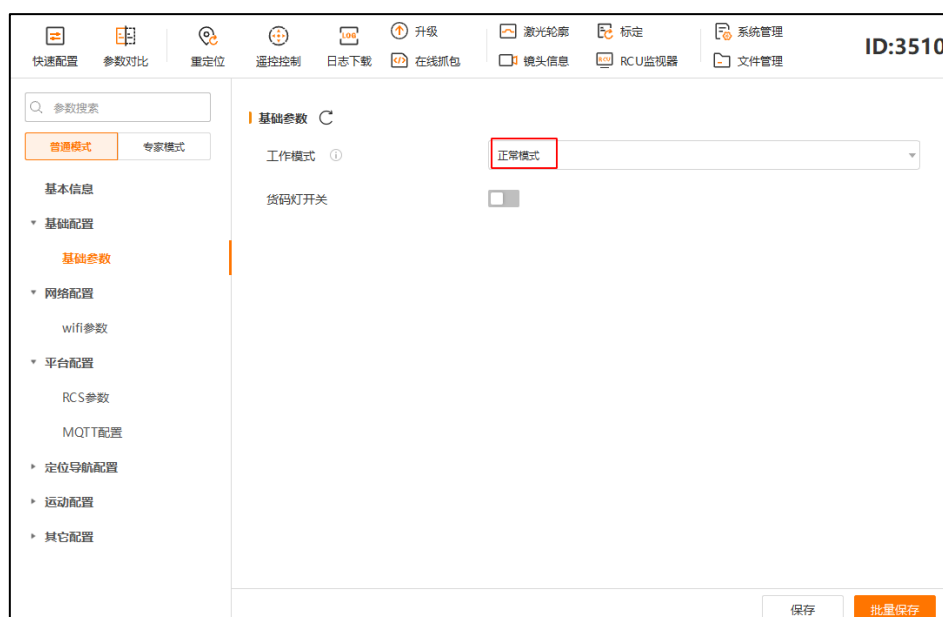 快速配置 参数对比 重定位 遥控控制 LOG 日志下载 升级 在线抓包 激光轮廓 镜头信息 标定 RCU RCU监视器 系统管理 文件管理 ID:3510
参数搜索
普通模式 专家模式
基本信息
基础配置
基础参数
网络配置
wifi参数
平台配置
RCS参数
MQTT配置
定位导航配置
运动配置
其它配置
基础参数
工作模式 正常模式
货码灯开关
保存 批量保存